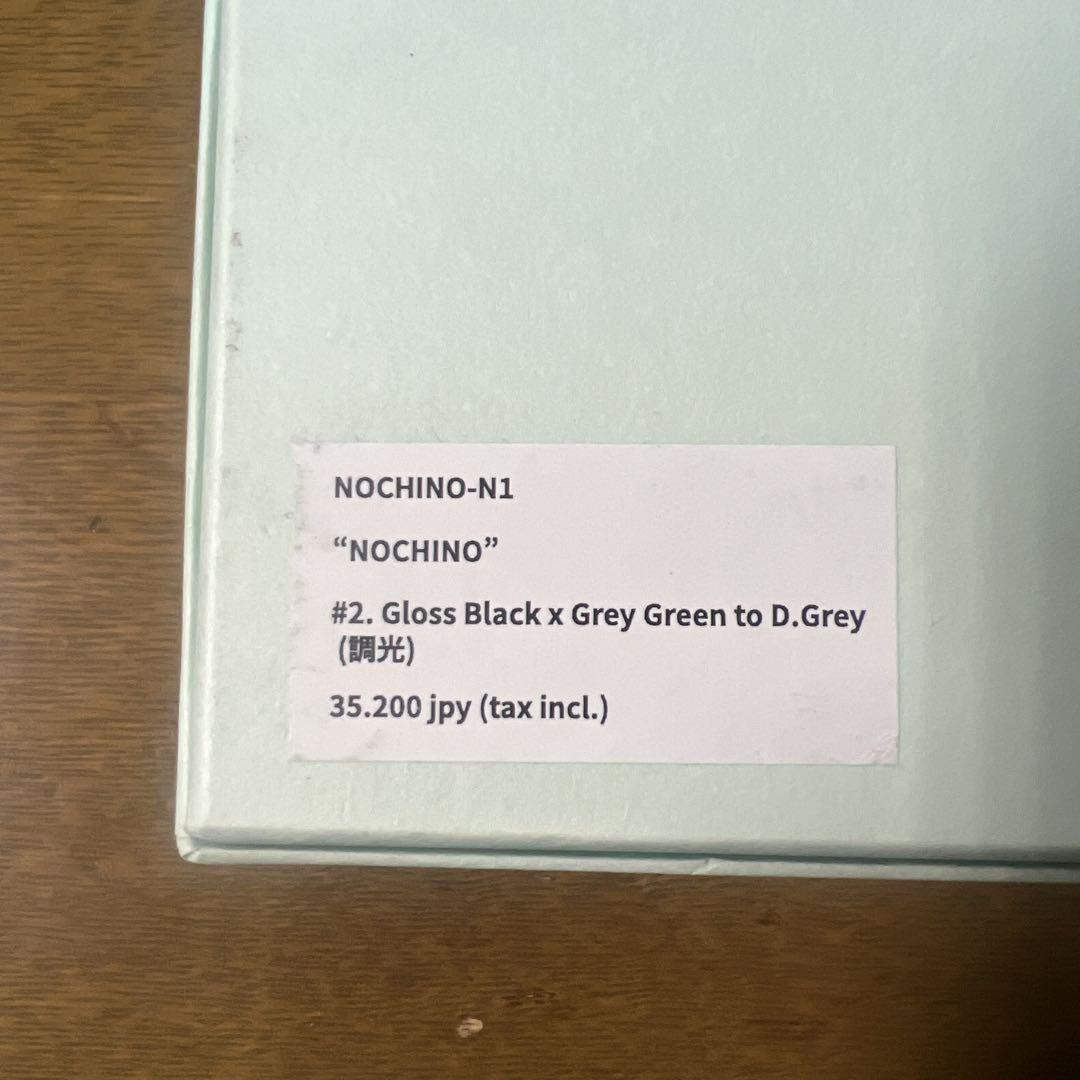 NOCHINO-N1
“NOCHINO”
#2. Gloss Black x Grey Green to D.Grey
(調光)
35.200 jpy (tax incl.)